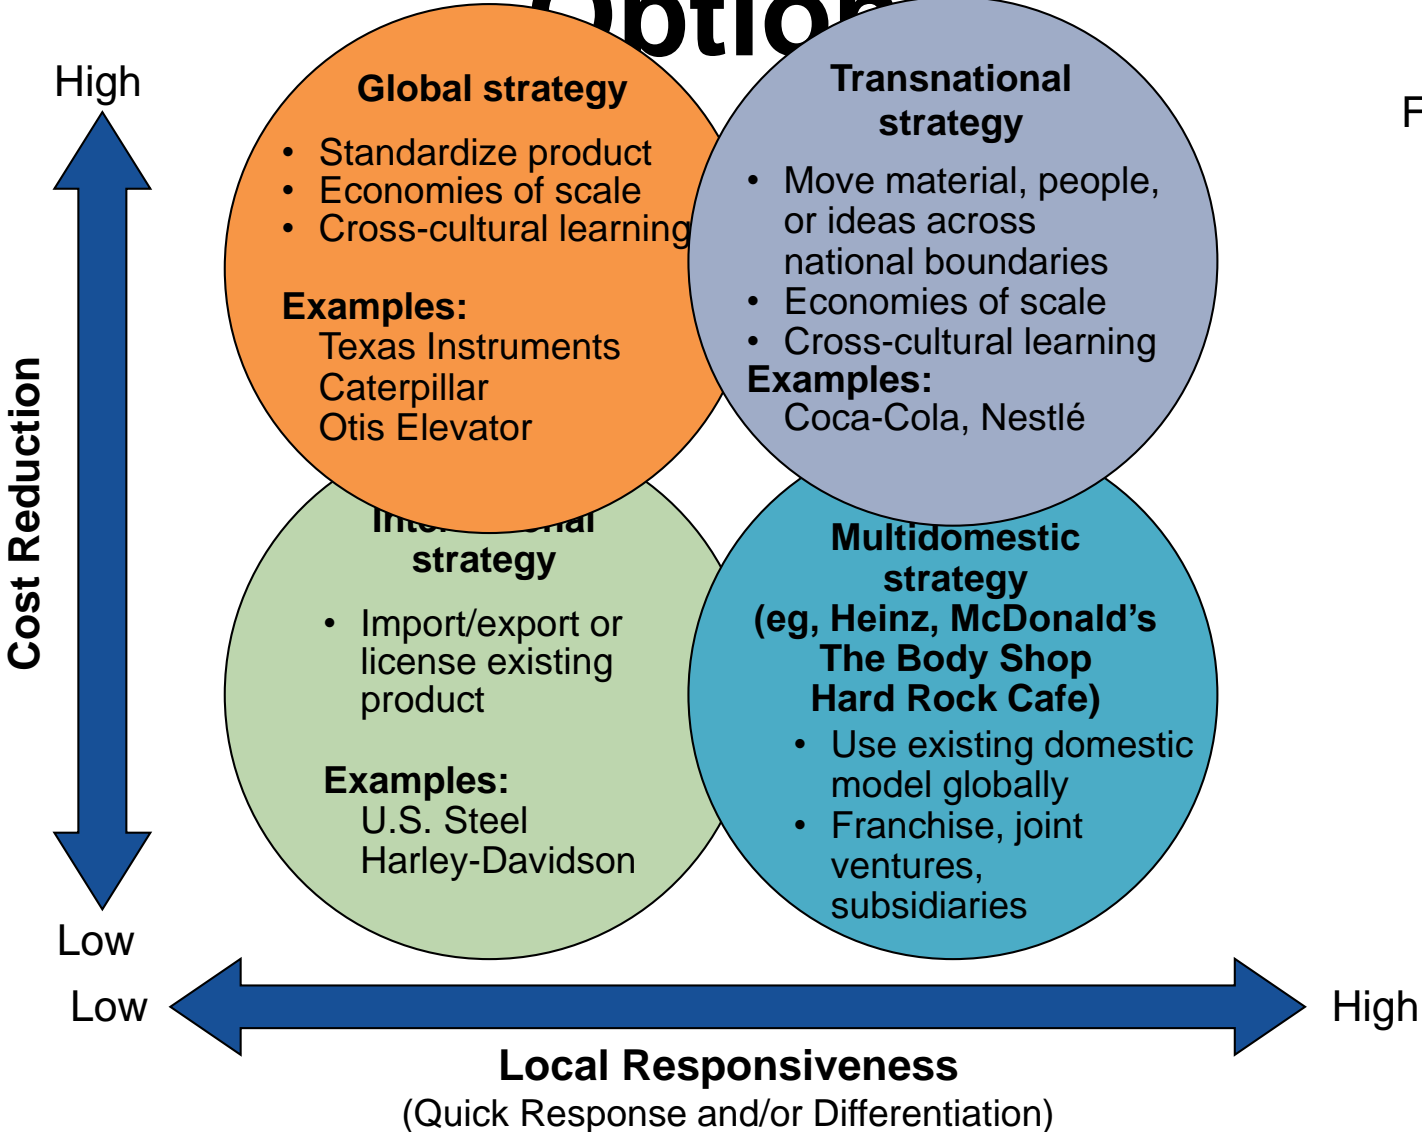 High
Global strategy
• Standardize product
• Economies of scale
• Cross-cultural learning
Examples:
Texas Instruments
Caterpillar
Otis Elevator
Transnational
strategy
• Move material, people,
or ideas across
national boundaries
• Economies of scale
• Cross-cultural learning
Examples:
Coca-Cola, Nestlé
Cost Reduction
strategy
• Import/export or
license existing
product
Examples:
U.S. Steel
Harley-Davidson
Multidomestic
strategy
(eg, Heinz, McDonald’s
The Body Shop
Hard Rock Cafe)
• Use existing domestic
model globally
• Franchise, joint
ventures,
subsidiaries
Low
Low
High
Local Responsiveness
(Quick Response and/or Differentiation)